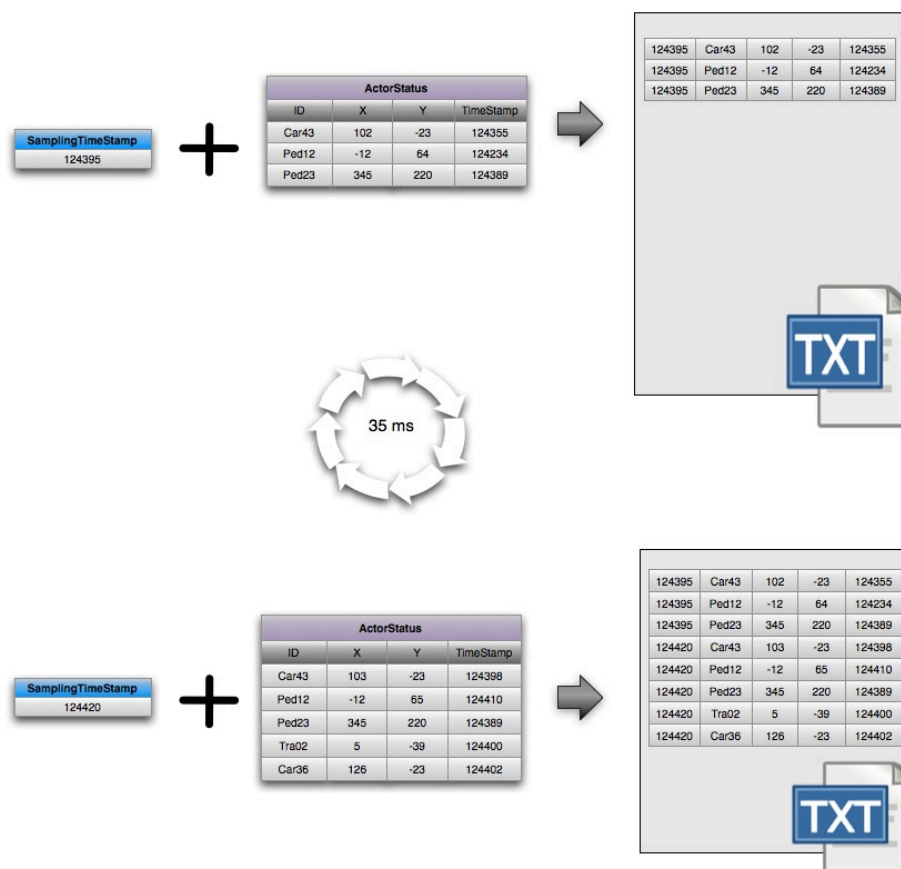 124395 Car43 102 -23 124355
124395 Ped12 -12 64 124234
124395 Ped23 345 220 124389
ActorStatus
ID X Y TimeStamp
Car43 102 -23 124355
Ped12 -12 64 124234
Ped23 345 220 124389
SamplingTimeStamp
124395
TXT
35 ms
124395 Car43 102 -23 124355
124395 Ped12 -12 64 124234
124395 Ped23 345 220 124389
124420 Car43 103 -23 124398
124420 Ped12 -12 65 124410
124420 Ped23 345 220 124389
124420 Tra02 5 -39 124400
124420 Car36 126 -23 124402
ActorStatus
ID X Y TimeStamp
Car43 103 -23 124398
Ped12 -12 65 124410
Ped23 345 220 124389
Tra02 5 -39 124400
Car36 126 -23 124402
SamplingTimeStamp
124420
TXT